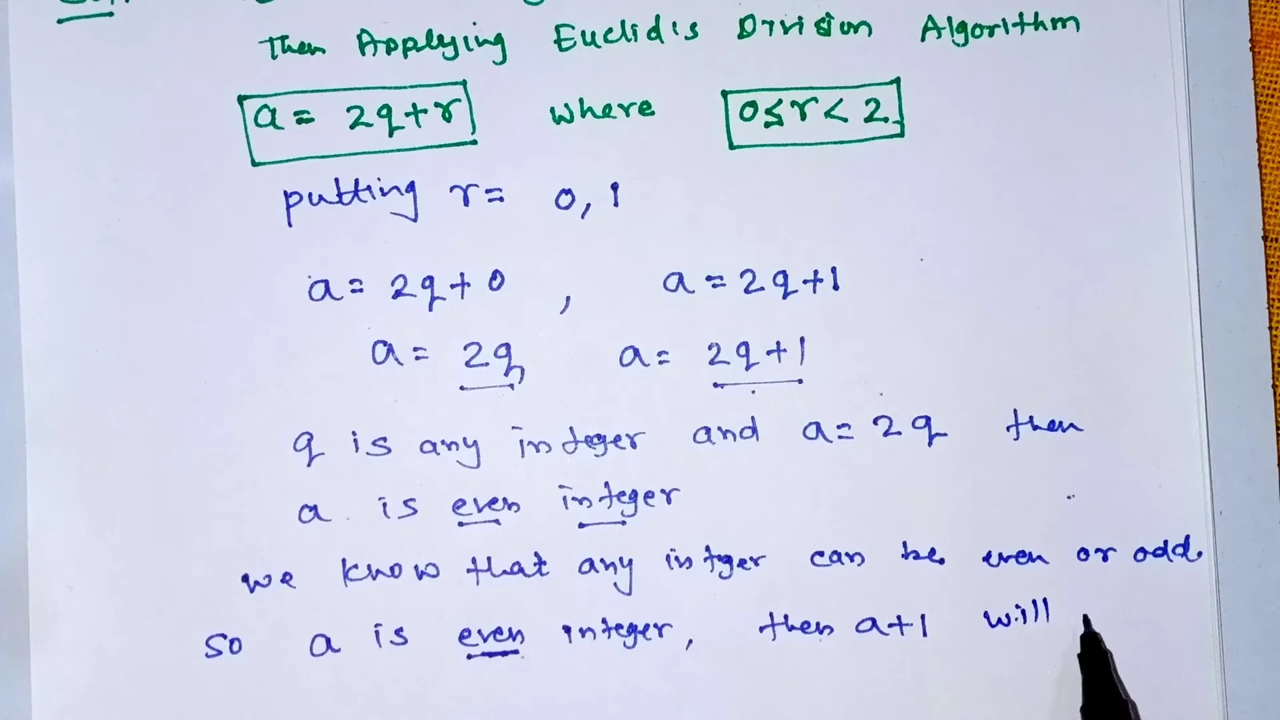 Then Applying Euclid's Division Algorithm
a = 2q+r where 0≤r<2
putting r = 0, 1
a = 2q+0 , a = 2q+1
a = 2q a = 2q+1
q is any integer and a = 2q then
a is even integer
we know that any intger can be even or odd
so a is even integer, then a+1 will